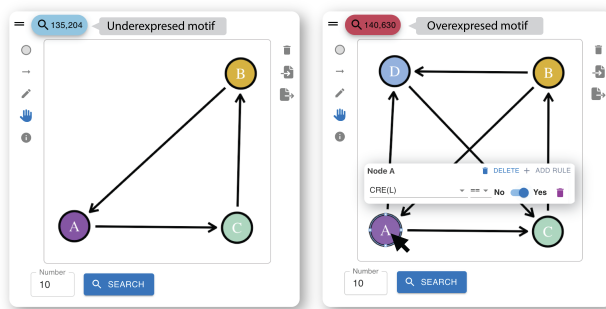 135,204
Underexpresed motif
B
A
C
Number
10
SEARCH
140,630
Overexpresed motif
D
B
Node A
DELETE + ADD RULE
CRE(L)
==
No
Yes
A
C
Number
10
SEARCH